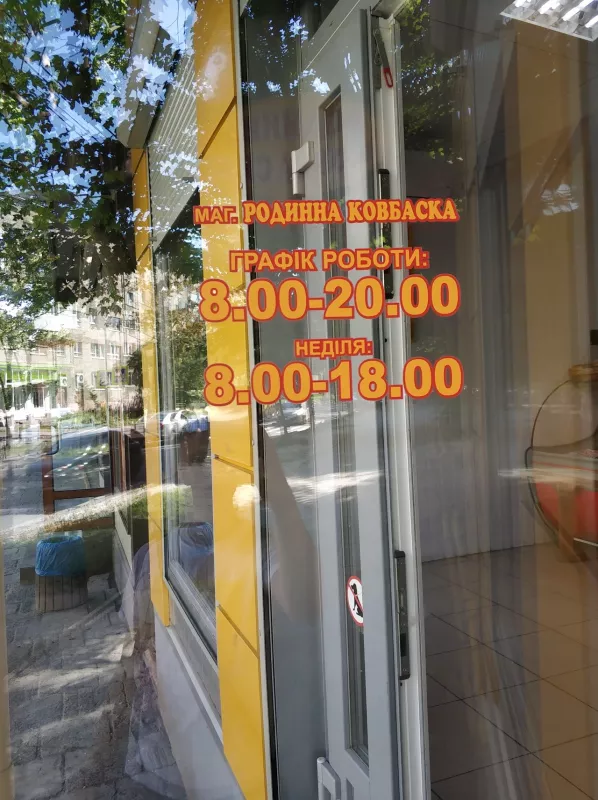 МАГ. РОДИННА КОВБАСКА
ГРАФІК РОБОТИ:
8.00-20.00
НЕДІЛЯ:
8.00-18.00